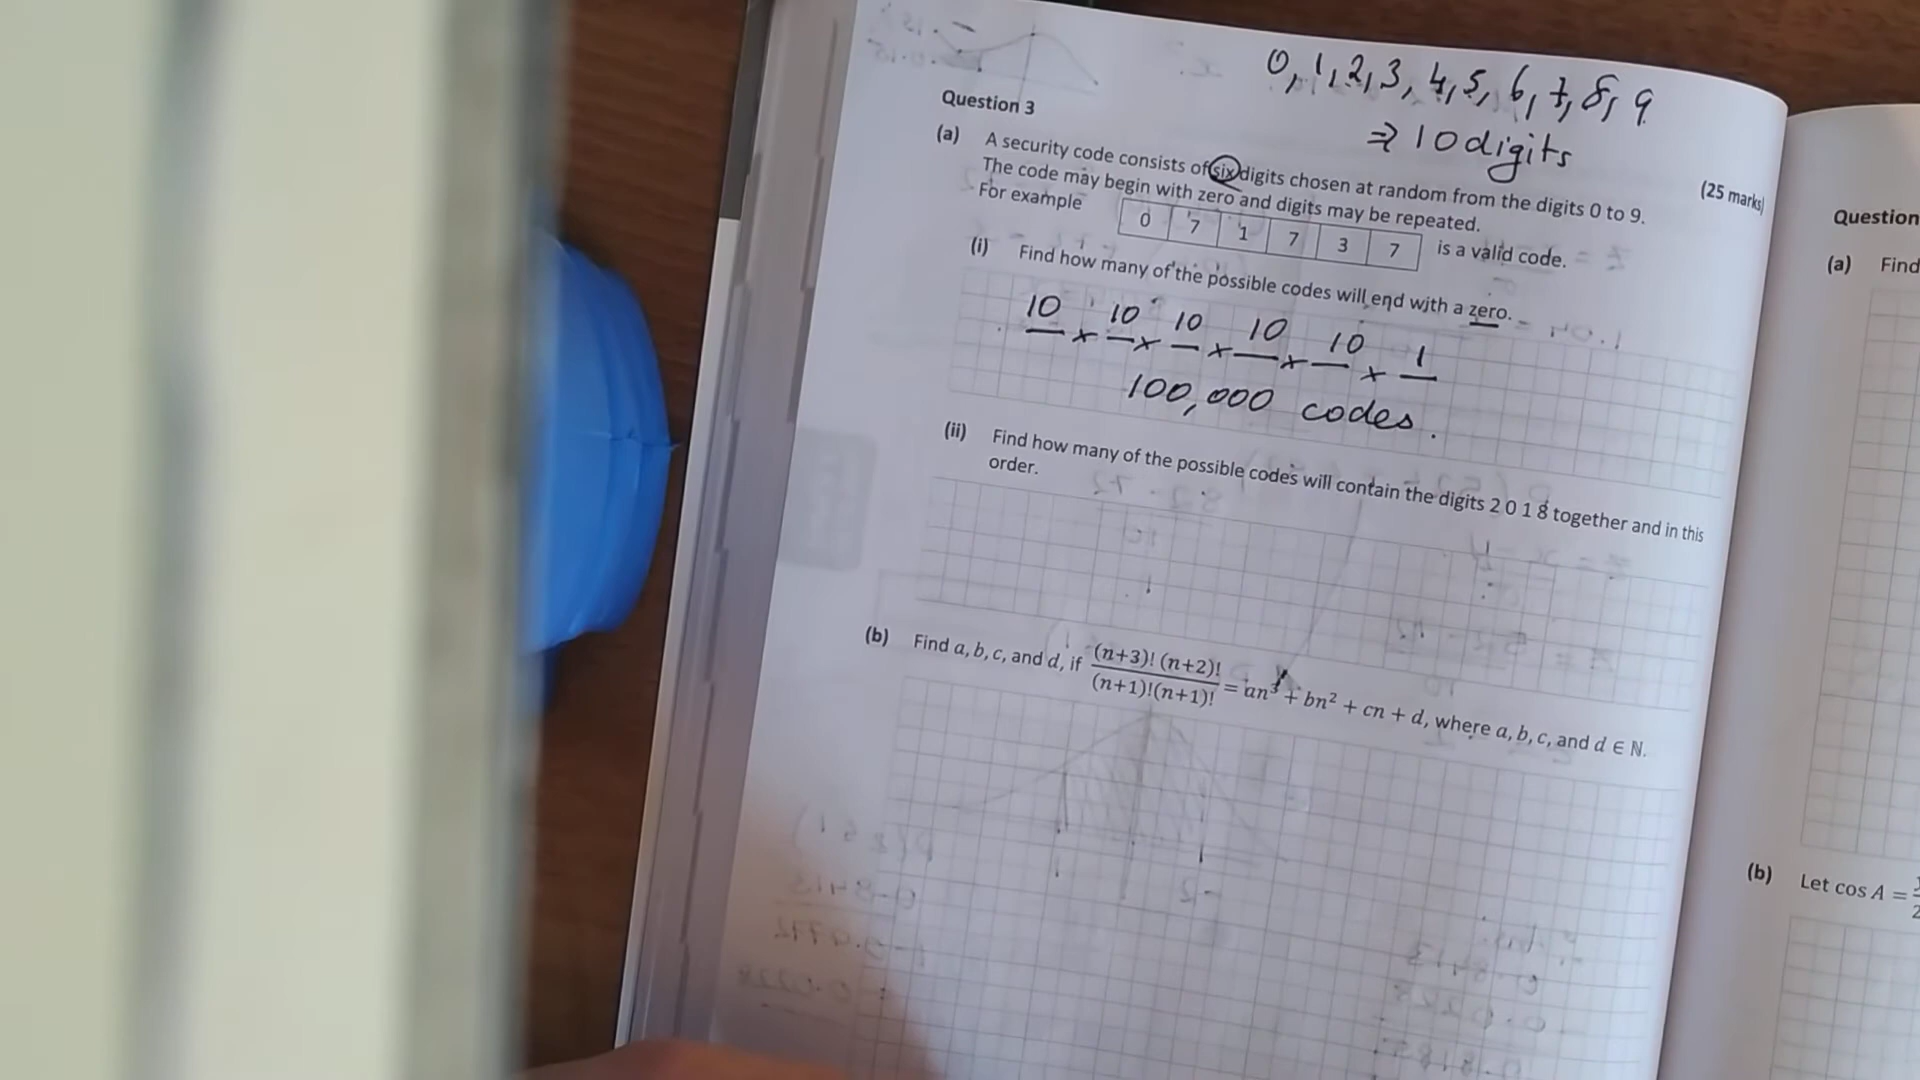 0, 1, 2, 3, 4, 5, 6, 7, 8, 9
⇒ 10 digits
Question 3
(25 marks)
(a) A security code consists of six digits chosen at random from the digits 0 to 9.
The code may begin with zero and digits may be repeated.
For example 0 7 1 7 3 7 is a valid code.
(i) Find how many of the possible codes will end with a zero.
10 × 10 × 10 × 10 × 10 × 1
100,000 codes.
(ii) Find how many of the possible codes will contain the digits 2 0 1 8 together and in this
order.
(b) Find a, b, c, and d, if (n+3)! (n+2)! / (n+1)!(n+1)! = an³ + bn² + cn + d, where a, b, c, and d ∈ ℕ.
Question
(a) Find
(b) Let cos A =